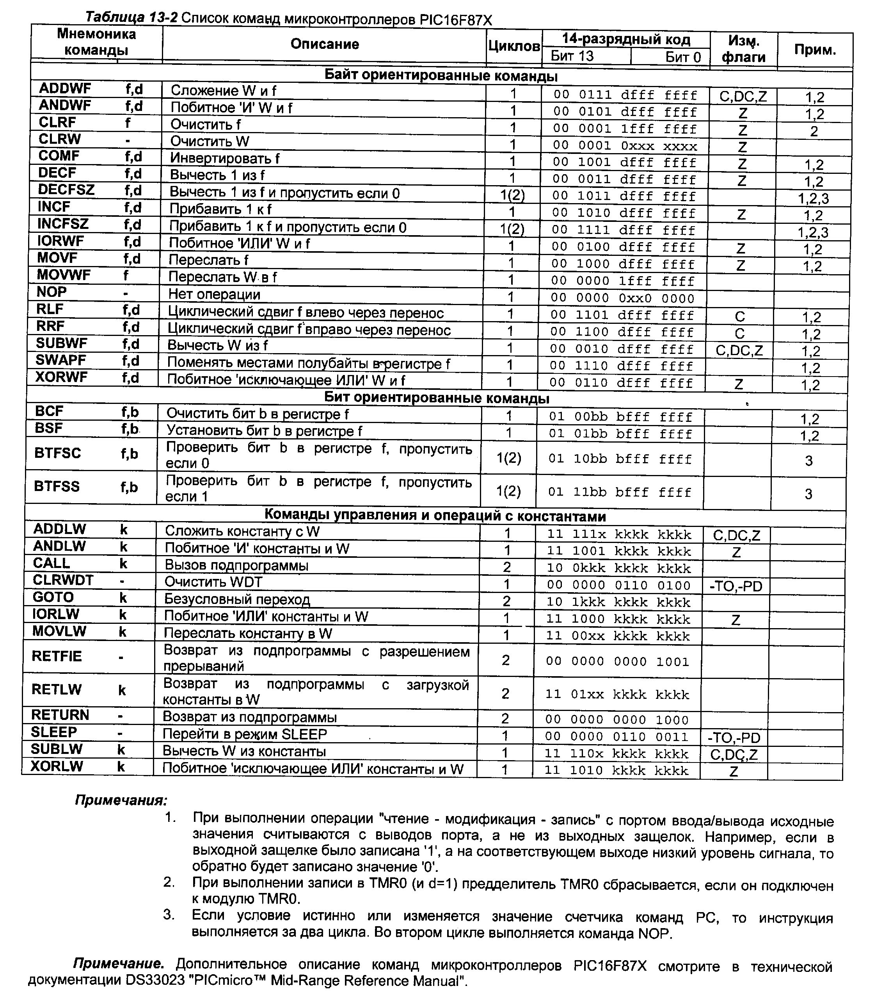 Таблица 13-2 Список команд микроконтроллеров PIC16F87X
Мнемоника команды Описание Циклов 14-разрядный код Изм. флаги Прим.
Бит 13 Бит 0
Байт ориентированные команды
ADDWF f,d Сложение W и f 1 00 0111 dfff ffff C,DC,Z 1,2
ANDWF f,d Побитное 'И' W и f 1 00 0101 dfff ffff Z 1,2
CLRF f Очистить f 1 00 0001 1fff ffff Z 2
CLRW - Очистить W 1 00 0001 0xxx xxxx Z
COMF f,d Инвертировать f 1 00 1001 dfff ffff Z 1,2
DECF f,d Вычесть 1 из f 1 00 0011 dfff ffff Z 1,2
DECFSZ f,d Вычесть 1 из f и пропустить если 0 1(2) 00 1011 dfff ffff 1,2,3
INCF f,d Прибавить 1 к f 1 00 1010 dfff ffff Z 1,2
INCFSZ f,d Прибавить 1 к f и пропустить если 0 1(2) 00 1111 dfff ffff 1,2,3
IORWF f,d Побитное 'ИЛИ' W и f 1 00 0100 dfff ffff Z 1,2
MOVF f,d Переслать f 1 00 1000 dfff ffff Z 1,2
MOVWF f Переслать W в f 1 00 0000 1fff ffff
NOP - Нет операции 1 00 0000 0xx0 0000
RLF f,d Циклический сдвиг f влево через перенос 1 00 1101 dfff ffff C 1,2
RRF f,d Циклический сдвиг f вправо через перенос 1 00 1100 dfff ffff C 1,2
SUBWF f,d Вычесть W из f 1 00 0010 dfff ffff C,DC,Z 1,2
SWAPF f,d Поменять местами полубайты в регистре f 1 00 1110 dfff ffff 1,2
XORWF f,d Побитное 'исключающее ИЛИ' W и f 1 00 0110 dfff ffff Z 1,2
Бит ориентированные команды
BCF f,b Очистить бит b в регистре f 1 01 00bb bfff ffff 1,2
BSF f,b Установить бит b в регистре f 1 01 01bb bfff ffff 1,2
BTFSC f,b Проверить бит b в регистре f, пропустить если 0 1(2) 01 10bb bfff ffff 3
BTFSS f,b Проверить бит b в регистре f, пропустить если 1 1(2) 01 11bb bfff ffff 3
Команды управления и операций с константами
ADDLW k Сложить константу с W 1 11 111x kkkk kkkk C,DC,Z
ANDLW k Побитное 'И' константы и W 1 11 1001 kkkk kkkk Z
CALL k Вызов подпрограммы 2 10 0kkk kkkk kkkk
CLRWDT - Очистить WDT 1 00 0000 0110 0100 -TO,-PD
GOTO k Безусловный переход 2 10 1kkk kkkk kkkk
IORLW k Побитное 'ИЛИ' константы и W 1 11 1000 kkkk kkkk Z
MOVLW k Переслать константу в W 1 11 00xx kkkk kkkk
RETFIE - Возврат из подпрограммы с разрешением прерываний 2 00 0000 0000 1001
RETLW k Возврат из подпрограммы с загрузкой константы в W 2 11 01xx kkkk kkkk
RETURN - Возврат из подпрограммы 2 00 0000 0000 1000
SLEEP - Перейти в режим SLEEP 1 00 0000 0110 0011 -TO,-PD
SUBLW k Вычесть W из константы 1 11 110x kkkk kkkk C,DC,Z
XORLW k Побитное 'исключающее ИЛИ' константы и W 1 11 1010 kkkk kkkk Z
Примечания:
1. При выполнении операции "чтение - модификация - запись" с портом ввода/вывода исходные
значения считываются с выводов порта, а не из выходных защелок. Например, если в
выходной защелке было записана '1', а на соответствующем выходе низкий уровень сигнала, то
обратно будет записано значение '0'.
2. При выполнении записи в TMR0 (и d=1) предделитель TMR0 сбрасывается, если он подключен
к модулю TMR0.
3. Если условие истинно или изменяется значение счетчика команд PC, то инструкция
выполняется за два цикла. Во втором цикле выполняется команда NOP.
Примечание. Дополнительное описание команд микроконтроллеров PIC16F87X смотрите в технической
документации DS33023 "PICmicro™ Mid-Range Reference Manual".